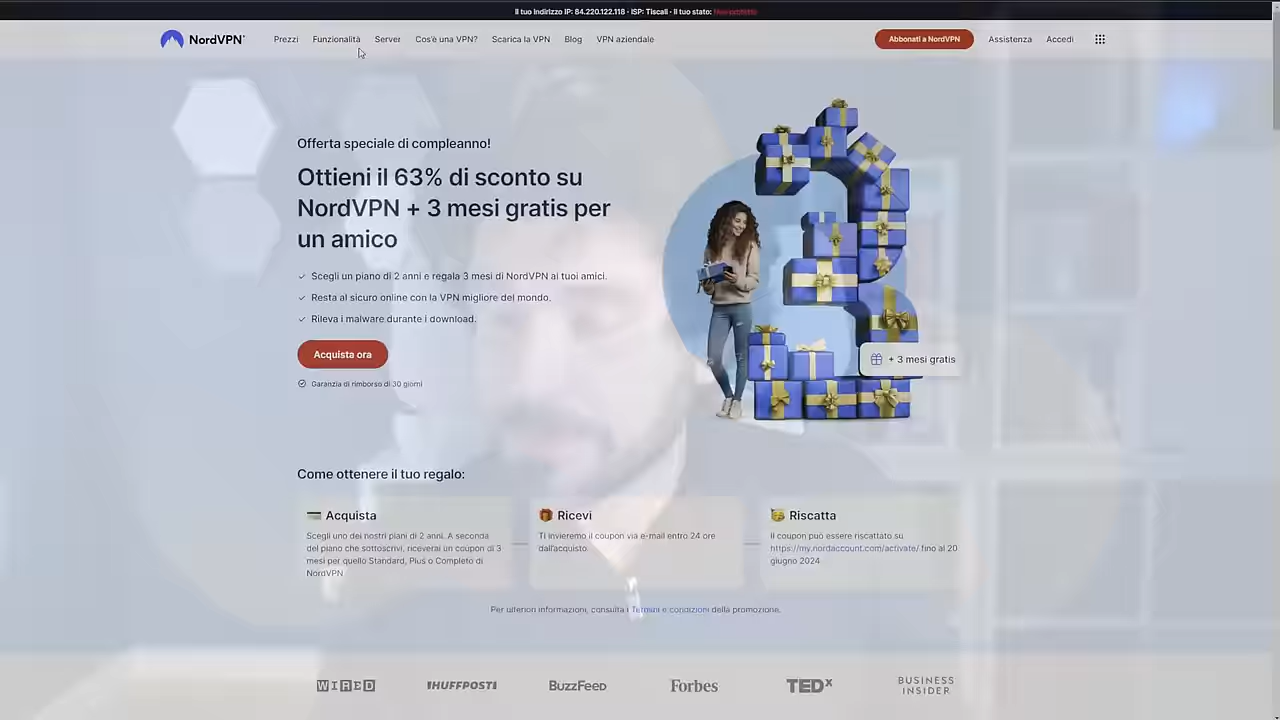 Il tuo indirizzo IP: 84.220.122.118 · ISP: Tiscali · Il tuo stato:
NordVPN®
Prezzi
Funzionalità
Server
Cos'è una VPN?
Scarica la VPN
Blog
VPN aziendale
Abbonati a NordVPN
Assistenza
Accedi
Offerta speciale di compleanno!
Ottieni il 63% di sconto su
NordVPN + 3 mesi gratis per
un amico
Scegli un piano di 2 anni e regala 3 mesi di NordVPN ai tuoi amici.
Resta al sicuro online con la VPN migliore del mondo.
Rileva i malware durante i download.
Acquista ora
Garanzia di rimborso di 30 giorni
+ 3 mesi gratis
Come ottenere il tuo regalo:
Acquista
Scegli uno dei nostri piani di 2 anni. A seconda
del piano che sottoscrivi, riceverai un coupon di 3
mesi per quello Standard, Plus o Completo di
NordVPN
Ricevi
Ti invieremo il coupon via e-mail entro 24 ore
dall'acquisto.
Riscatta
Il coupon può essere riscattato su
https://my.nordaccount.com/activate/ fino al 20
giugno 2024
Per ulteriori informazioni, consulta i Termini e condizioni della promozione.
WIRED
IHUFFPOSTI
BuzzFeed
Forbes
TEDx
BUSINESS
INSIDER